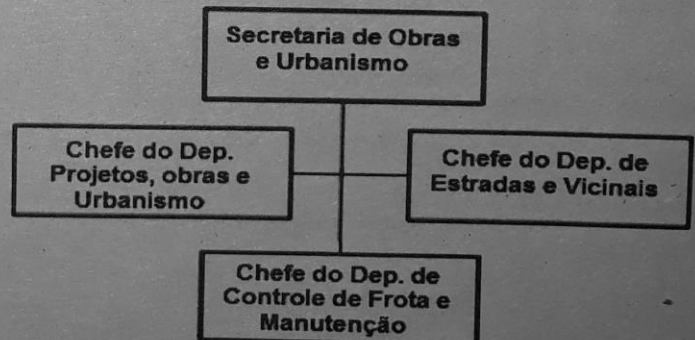 Secretaria de Obras
e Urbanismo
Chefe do Dep.
Projetos, obras e
Urbanismo
Chefe do Dep. de
Estradas e Vicinais
Chefe do Dep. de
Controle de Frota e
Manutenção